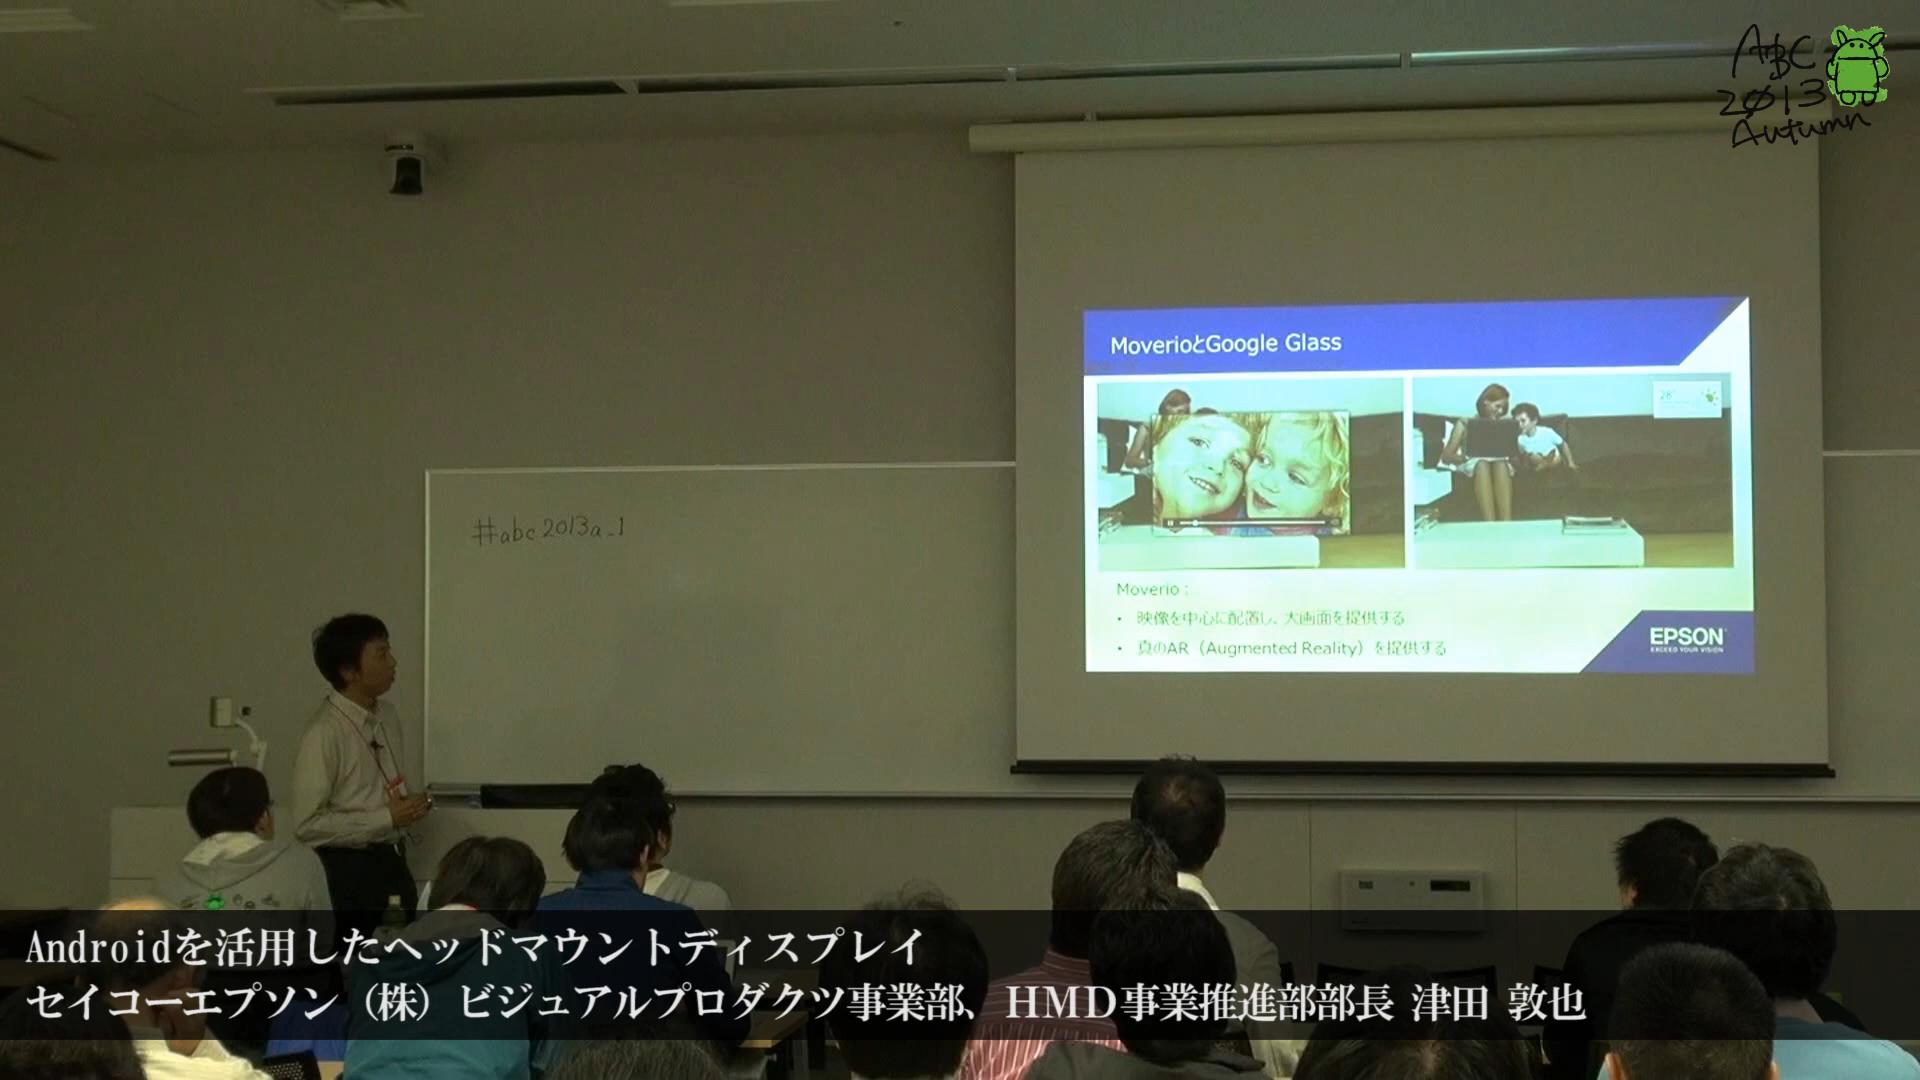 ABC
2013
Autumn
MoverioとGoogle Glass
28°
Moverio :
• 映像を中心に配置し、大画面を提供する
• 真のAR（Augmented Reality）を提供する
EPSON
EXCEED YOUR VISION
#abc2013a_1
Androidを活用したヘッドマウントディスプレイ
セイコーエプソン（株）ビジュアルプロダクツ事業部、HMD事業推進部部長 津田 敦也